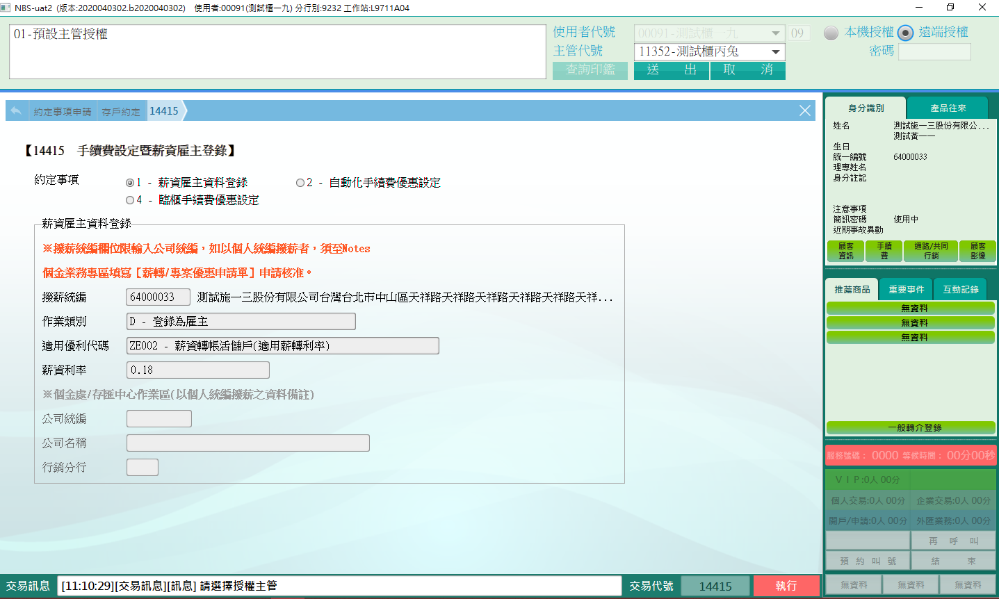 NBS-uat2 (版本:2020040302.b2020040302) 使用者:00091(測試櫃一九) 分行別:9232 工作站:L9711A04
01-預設主管授權
使用者代號 00091-測試櫃一九 09 本機授權 遠端授權
主管代號 11352-測試櫃丙兔 密碼
查詢印鑑 送 出 取 消
約定事項申請 存戶約定 14415
【14415 手續費設定暨薪資雇主登錄】
約定事項 1 - 薪資雇主資料登錄 2 - 自動化手續費優惠設定
4 - 臨櫃手續費優惠設定
薪資雇主資料登錄
※撥薪統編欄位限輸入公司統編，如以個人統編撥薪者，須至Notes
個金業務專區填寫【薪轉/專案優惠申請單】申請核准。
撥薪統編 64000033 測試施一三股份有限公司台灣台北市中山區天祥路天祥路天祥路天祥路天祥路天祥...
作業類別 D - 登錄為雇主
適用優利代碼 ZE002 - 薪資轉帳活儲戶(適用薪轉利率)
薪資利率 0.18
※個金處/存匯中心作業區(以個人統編撥薪之資料備註)
公司統編
公司名稱
行銷分行
交易訊息 [11:10:29][交易訊息][訊息] 請選擇授權主管 交易代號 14415 執行
身分識別 產品往來
姓名 測試施一三股份有限公...
測試黃一一
生日
統一編號 64000033
理專姓名
身分註記
注意事項
簡訊密碼 使用中
近期事故異動
顧客資訊 手續費 通路/共同行銷 顧客影像
推薦商品 重要事件 互動記錄
無資料
無資料
無資料
一般轉介登錄
服務號碼： 0000 等候時間： 00分00秒
ＶＩＰ:0人 00分
個人交易:0人 00分 企業交易:0人 00分
開戶/申請:0人 00分 外匯業務:0人 00分
再 呼 叫
預 約 叫 號 結 束
無資料 無資料 無資料